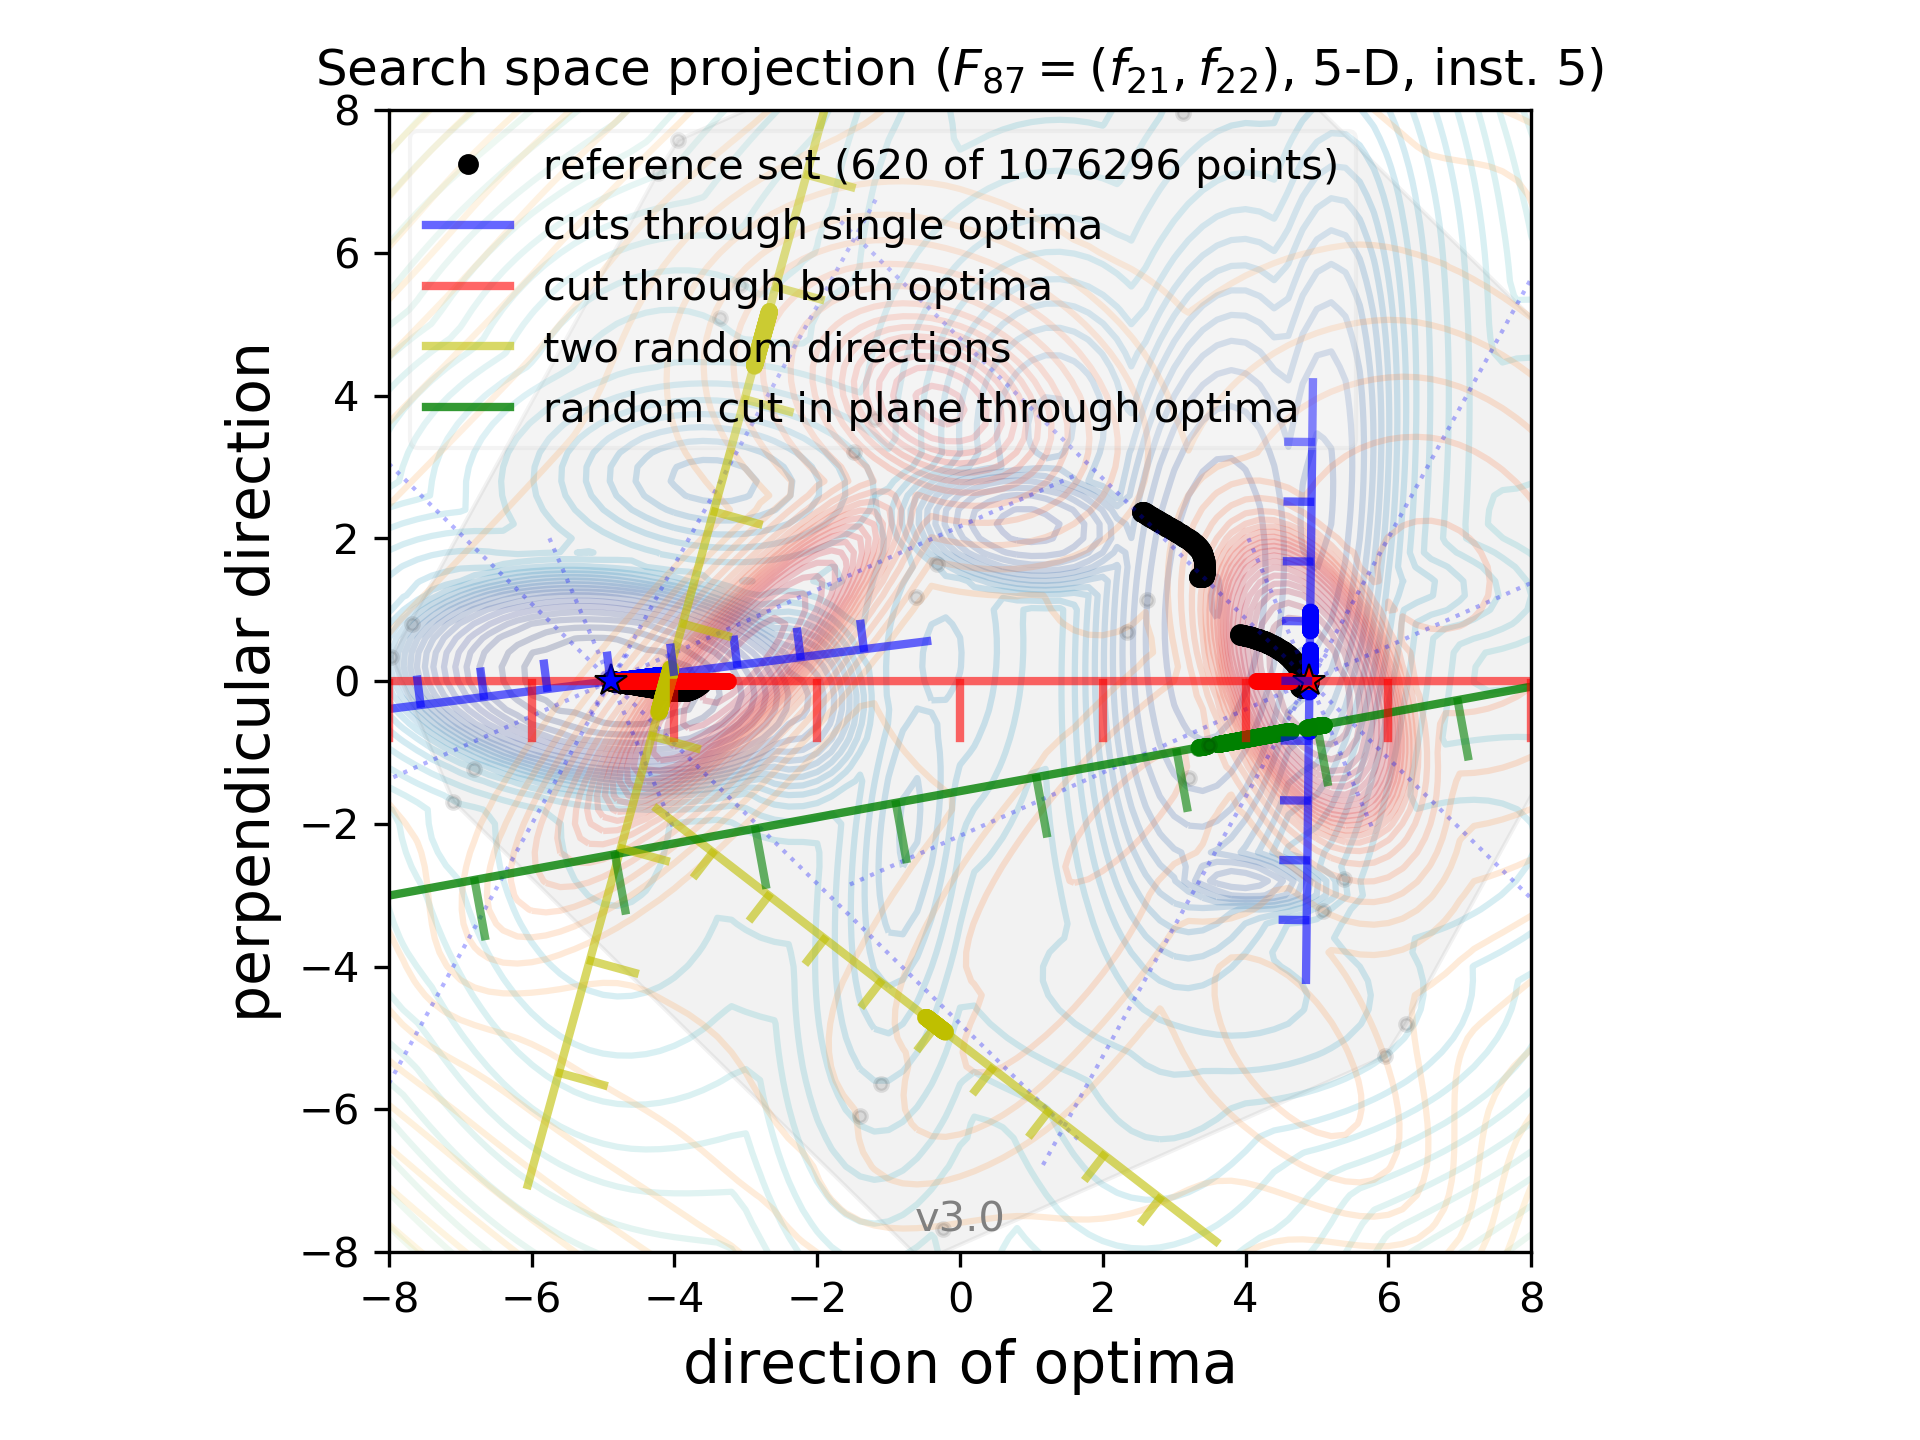 Search space projection (F₈₇ = (f₂₁, f₂₂), 5-D, inst. 5)
reference set (620 of 1076296 points)
cuts through single optima
cut through both optima
two random directions
random cut in plane through optima
perpendicular direction
8
6
4
2
0
−2
−4
−6
−8
v3.0
−8 −6 −4 −2 0 2 4 6 8
direction of optima